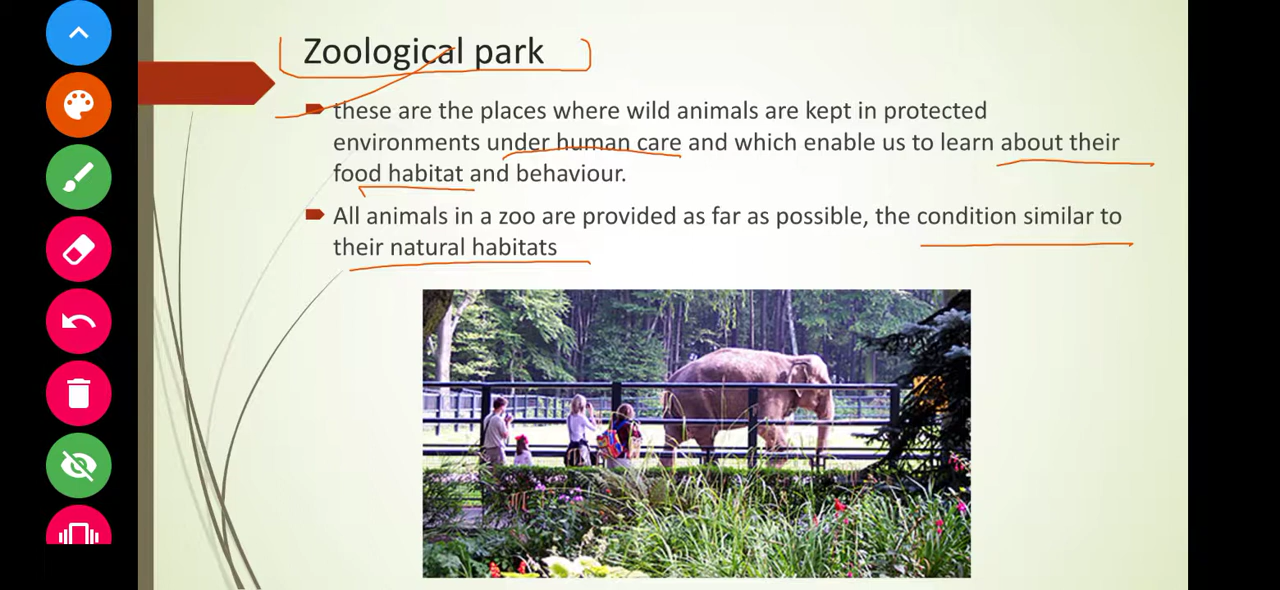 Zoological park
these are the places where wild animals are kept in protected
environments under human care and which enable us to learn about their
food habitat and behaviour.
All animals in a zoo are provided as far as possible, the condition similar to
their natural habitats